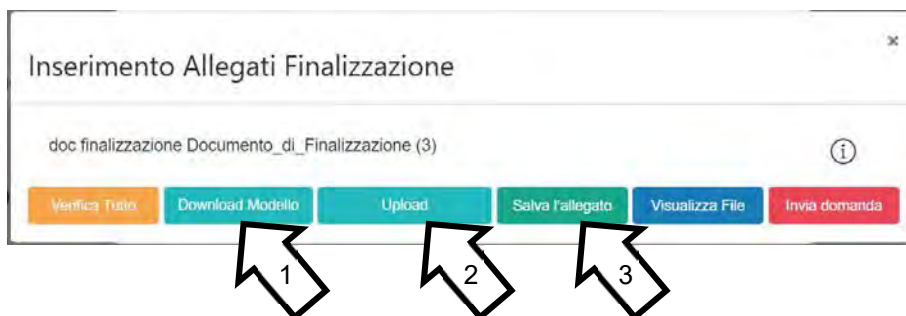 ×
Inserimento Allegati Finalizzazione
doc finalizzazione Documento_di_Finalizzazione (3)
i
Verifica Tutto Download Modello Upload Salva l'allegato Visualizza File Invia domanda
1 2 3